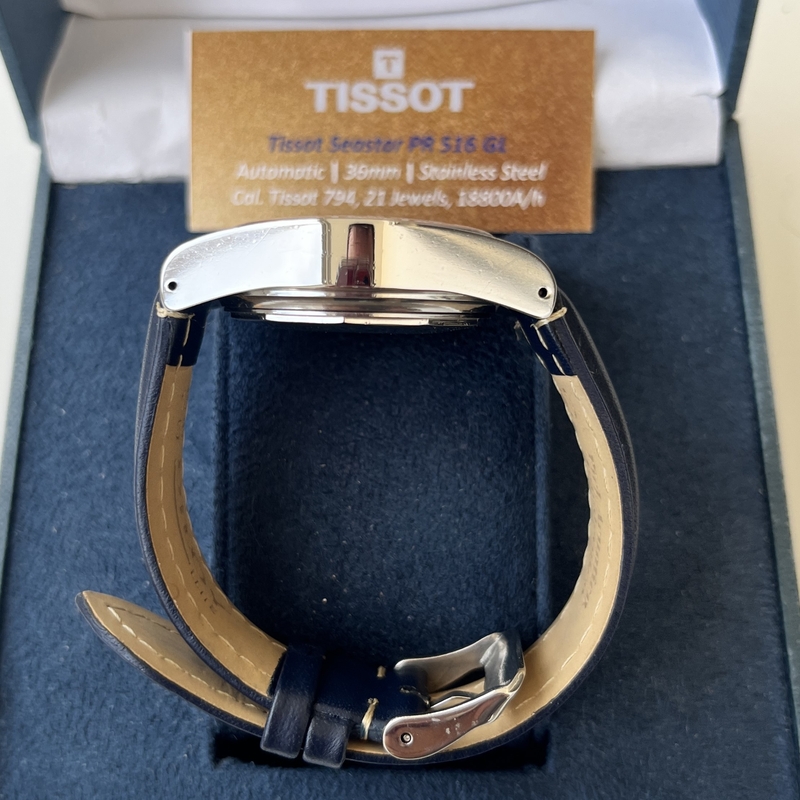 T
TISSOT
Tissot Seastar PR 516 GL
Automatic | 36mm | Stainless Steel
Cal. Tissot 794, 21 Jewels, 18800A/h